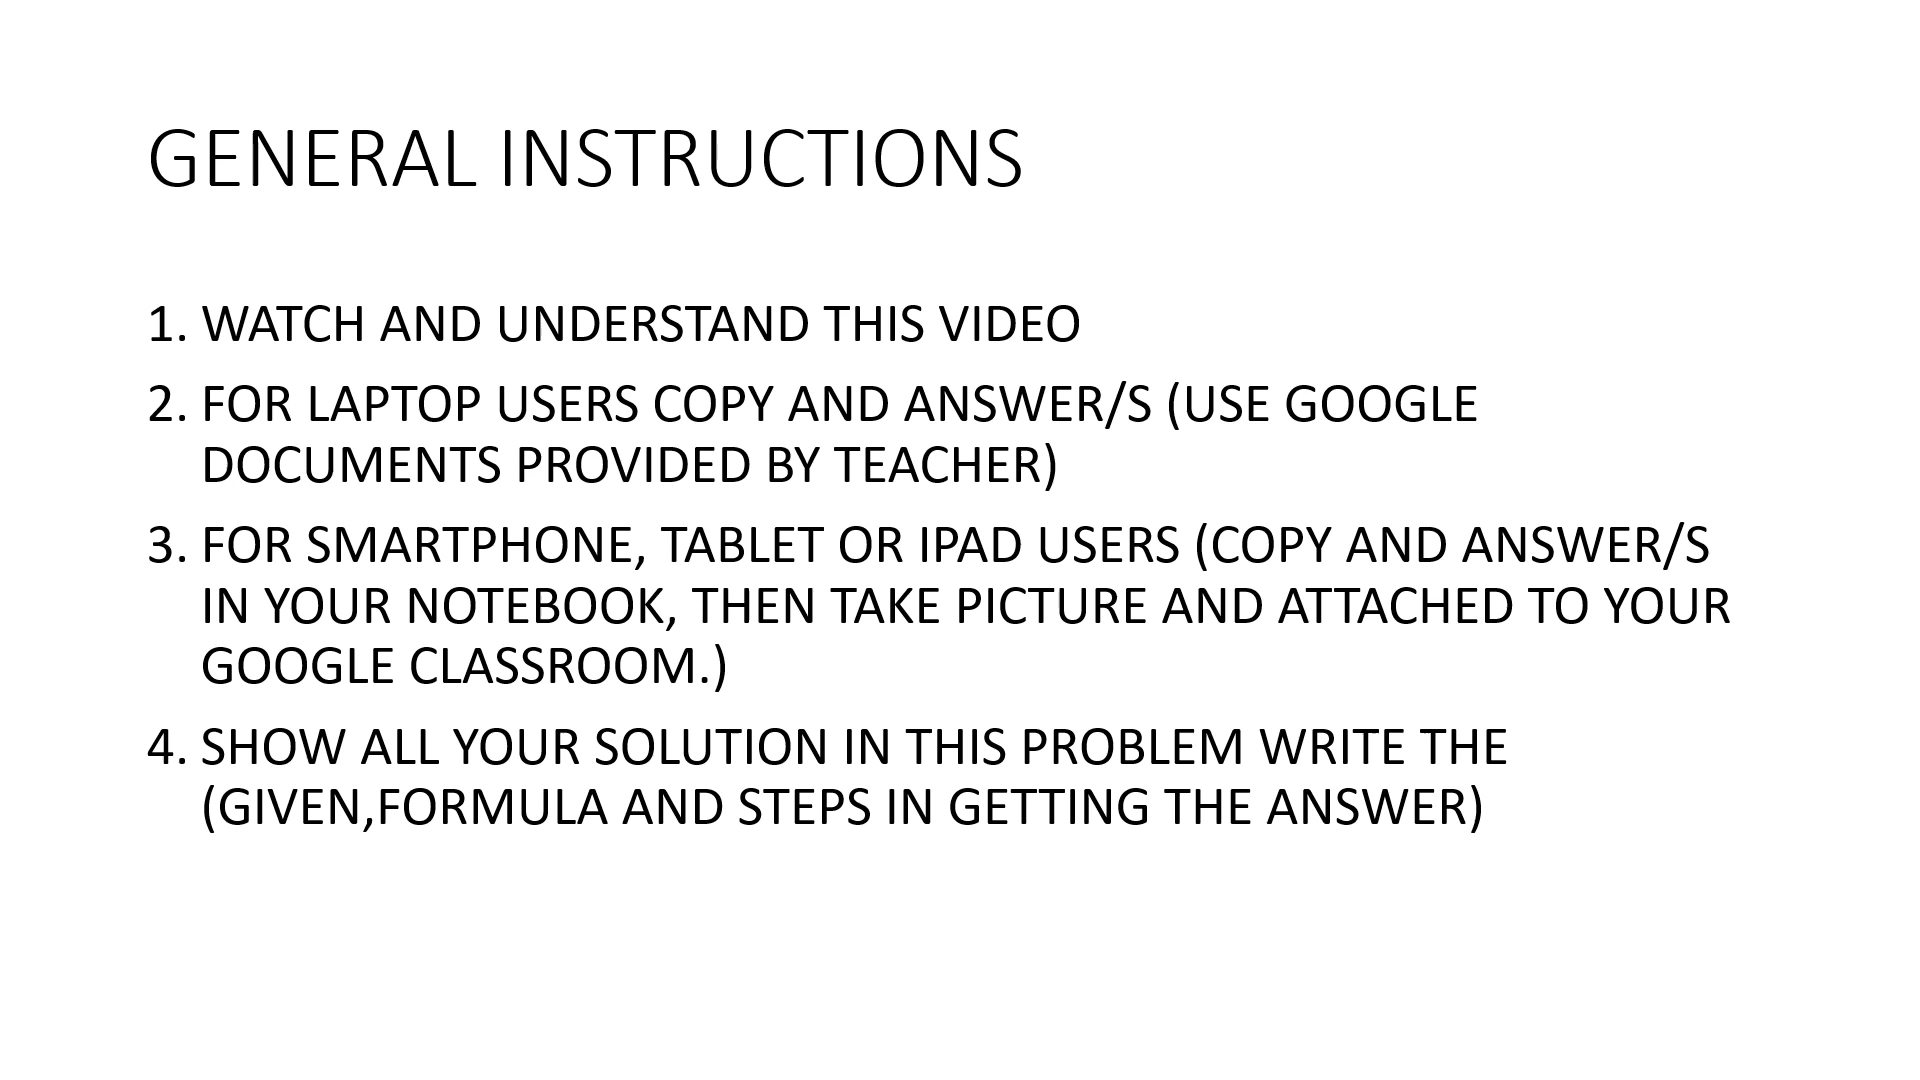 GENERAL INSTRUCTIONS
1. WATCH AND UNDERSTAND THIS VIDEO
2. FOR LAPTOP USERS COPY AND ANSWER/S (USE GOOGLE
DOCUMENTS PROVIDED BY TEACHER)
3. FOR SMARTPHONE, TABLET OR IPAD USERS (COPY AND ANSWER/S
IN YOUR NOTEBOOK, THEN TAKE PICTURE AND ATTACHED TO YOUR
GOOGLE CLASSROOM.)
4. SHOW ALL YOUR SOLUTION IN THIS PROBLEM WRITE THE
(GIVEN,FORMULA AND STEPS IN GETTING THE ANSWER)